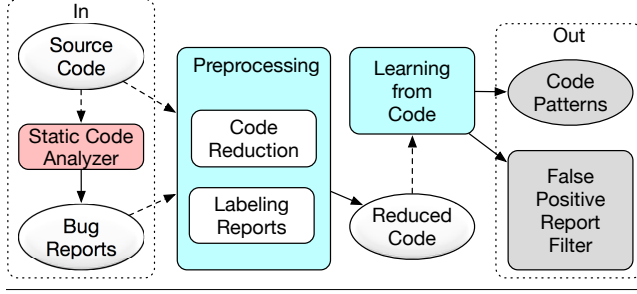 In
Source
Code
Static Code
Analyzer
Bug
Reports
Preprocessing
Code
Reduction
Labeling
Reports
Learning
from
Code
Reduced
Code
Out
Code
Patterns
False
Positive
Report
Filter